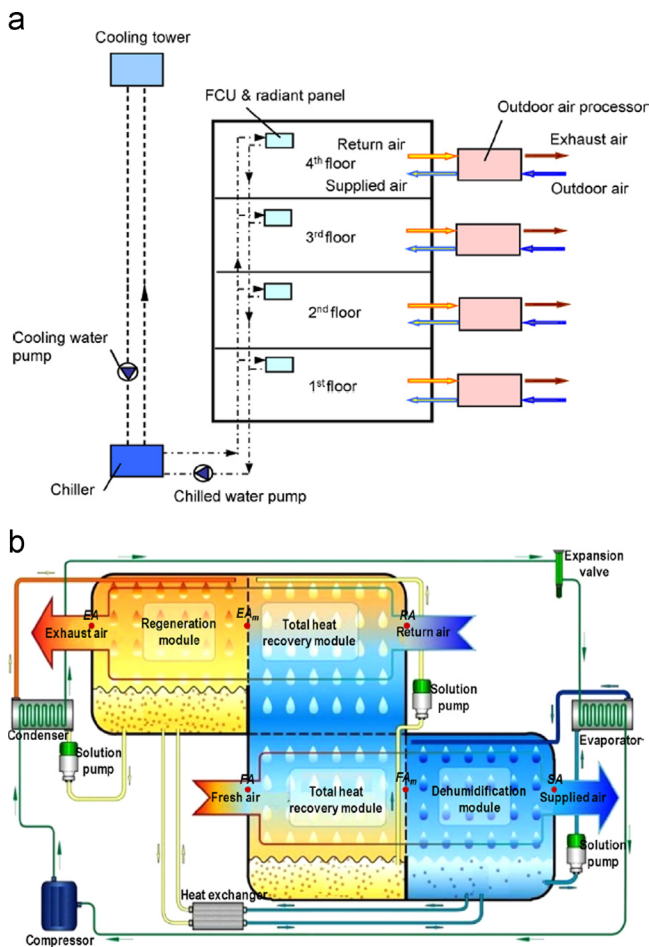 a
Cooling tower
FCU & radiant panel
Outdoor air processor
Return air
4th floor
Supplied air
Exhaust air
Outdoor air
3rd floor
2nd floor
1st floor
Cooling water
pump
Chiller
Chilled water pump
b
Expansion
valve
EA
Exhaust air
Regeneration
module
EAm
Total heat
recovery module
RA
Return air
Solution
pump
Condenser
Solution
pump
Evaporator
FA
Fresh air
Total heat
recovery module
FAm
Dehumidification
module
SA
Supplied air
Solution
pump
Heat exchanger
Compressor